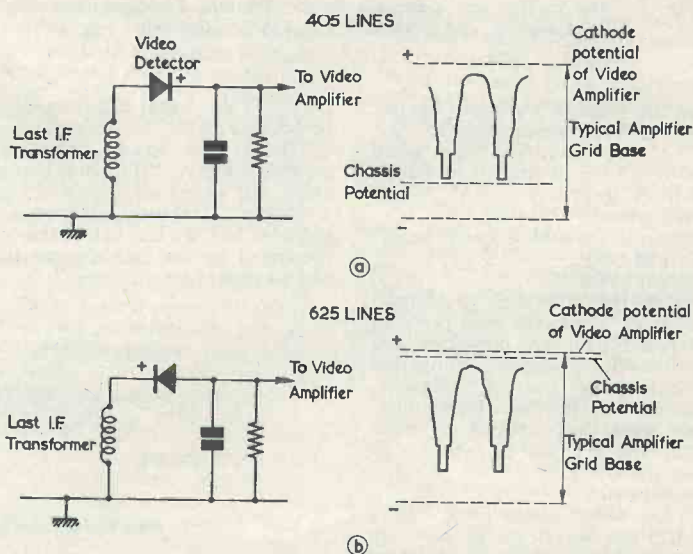 405 LINES
Video
Detector
+
To Video
Amplifier
Last I.F.
Transformer
+
Cathode
potential
of Video
Amplifier
Typical Amplifier
Grid Base
Chassis
Potential
-
a
625 LINES
+
To Video
Amplifier
Last I.F.
Transformer
+
Cathode potential
of Video Amplifier
Chassis
Potential
Typical Amplifier
Grid Base
-
b